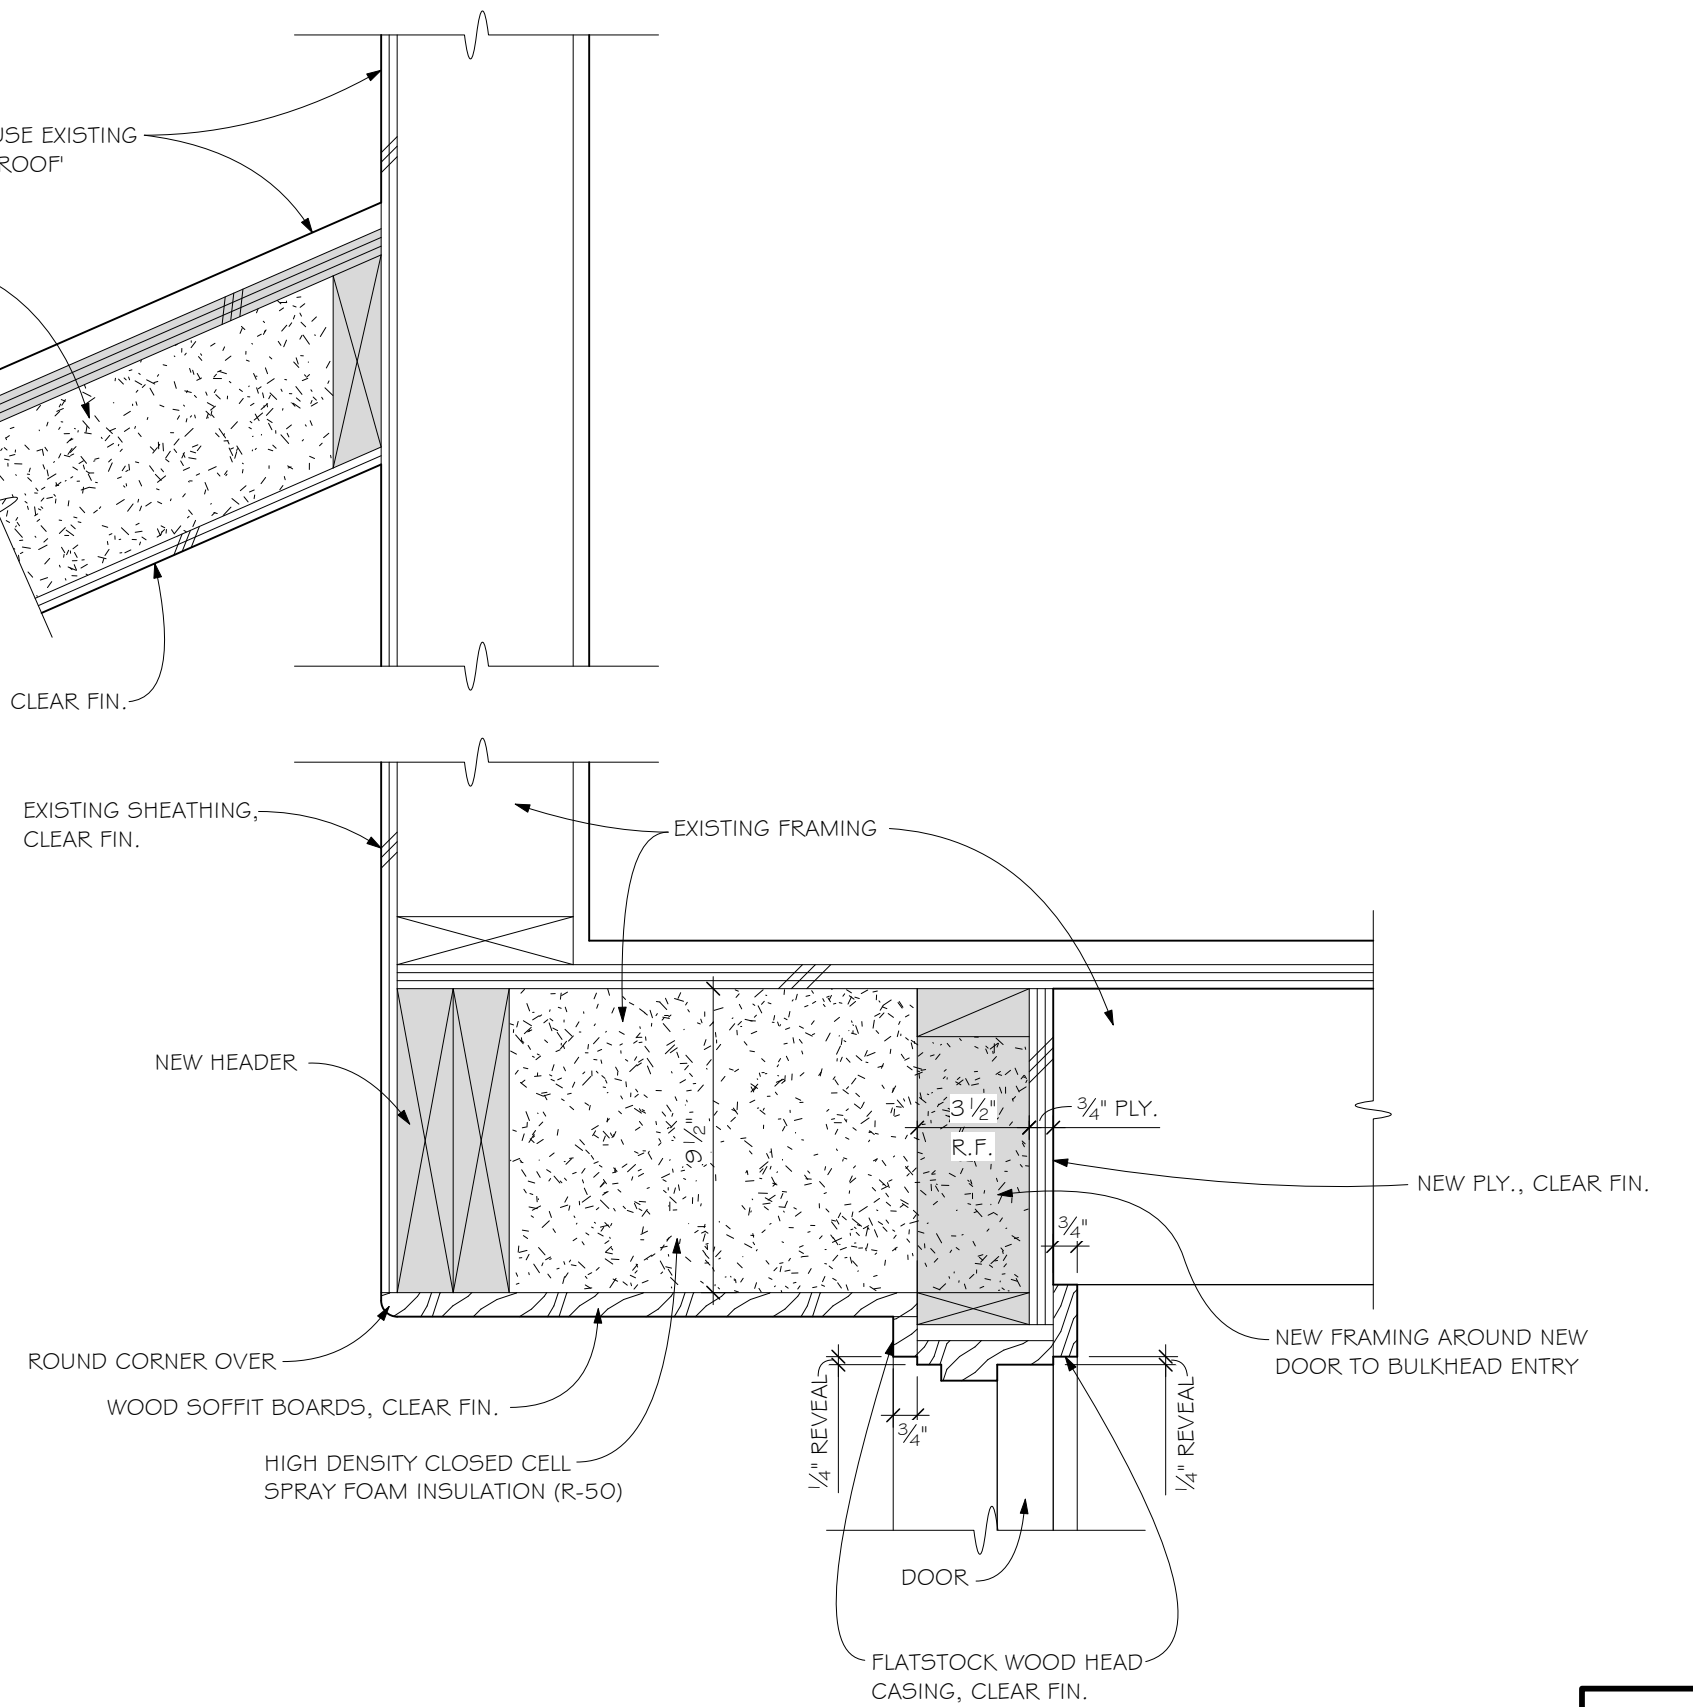 USE EXISTING
ROOF'
CLEAR FIN.
EXISTING SHEATHING,
CLEAR FIN.
EXISTING FRAMING
NEW HEADER
9 1/2"
3 1/2"
R.F.
3/4" PLY.
NEW PLY., CLEAR FIN.
3/4"
ROUND CORNER OVER
WOOD SOFFIT BOARDS, CLEAR FIN.
HIGH DENSITY CLOSED CELL
SPRAY FOAM INSULATION (R-50)
NEW FRAMING AROUND NEW
DOOR TO BULKHEAD ENTRY
1/4" REVEAL
3/4"
1/4" REVEAL
DOOR
FLATSTOCK WOOD HEAD
CASING, CLEAR FIN.